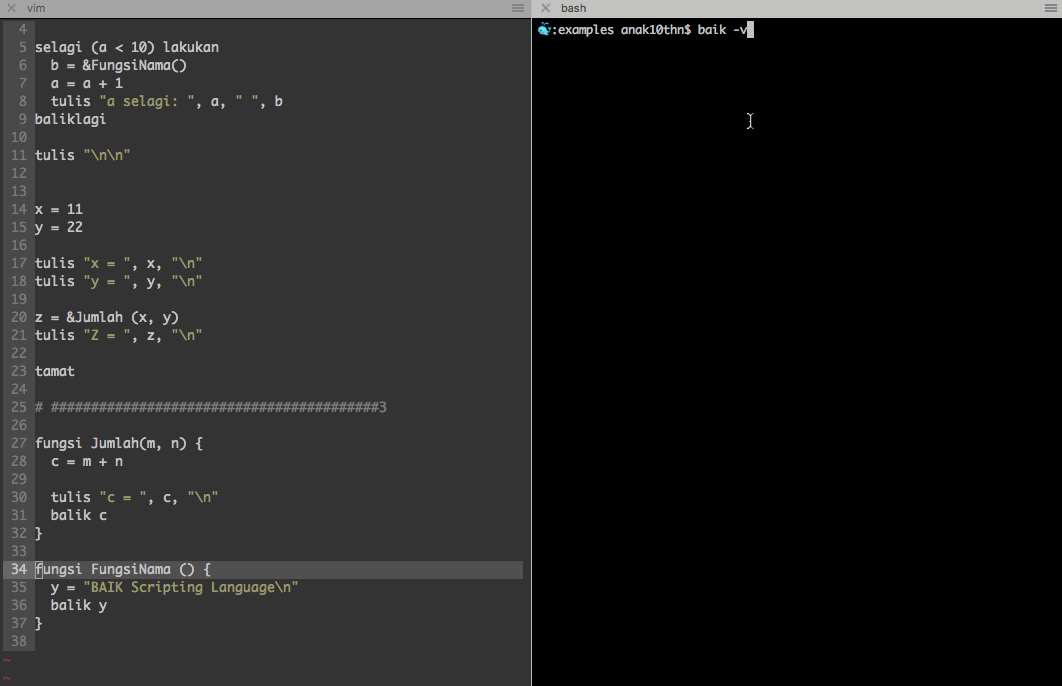 vim
4
5 selagi (a < 10) lakukan
6   b = &FungsiNama()
7   a = a + 1
8   tulis "a selagi: ", a, " ", b
9 baliklagi
10
11 tulis "\n\n"
12
13
14 x = 11
15 y = 22
16
17 tulis "x = ", x, "\n"
18 tulis "y = ", y, "\n"
19
20 z = &Jumlah (x, y)
21 tulis "Z = ", z, "\n"
22
23 tamat
24
25 # #########################################3
26
27 fungsi Jumlah(m, n) {
28   c = m + n
29
30   tulis "c = ", c, "\n"
31   balik c
32 }
33
34 fungsi FungsiNama () {
35   y = "BAIK Scripting Language\n"
36   balik y
37 }
38
~
~
bash
:examples anak10thn$ baik -v